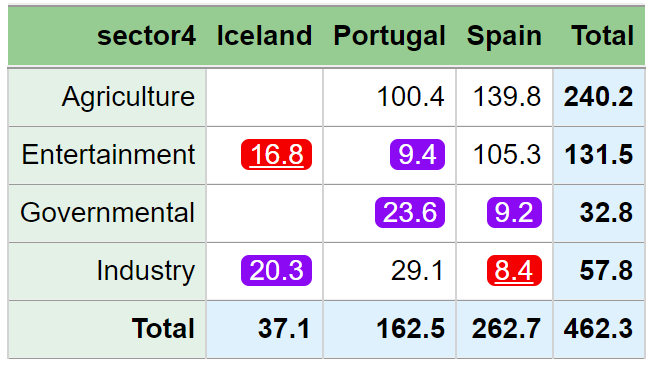 sector4 Iceland Portugal Spain Total
Agriculture 100.4 139.8 240.2
Entertainment 16.8 9.4 105.3 131.5
Governmental 23.6 9.2 32.8
Industry 20.3 29.1 8.4 57.8
Total 37.1 162.5 262.7 462.3